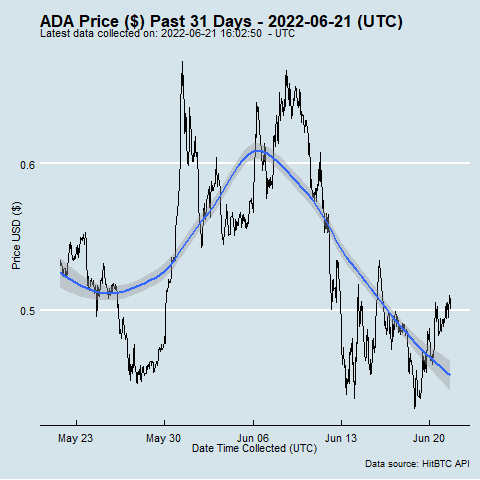 ADA Price ($) Past 31 Days - 2022-06-21 (UTC)
Latest data collected on: 2022-06-21 16:02:50 - UTC
0.6
Price USD ($)
0.5
May 23 May 30 Jun 06 Jun 13 Jun 20
Date Time Collected (UTC)
Data source: HitBTC API